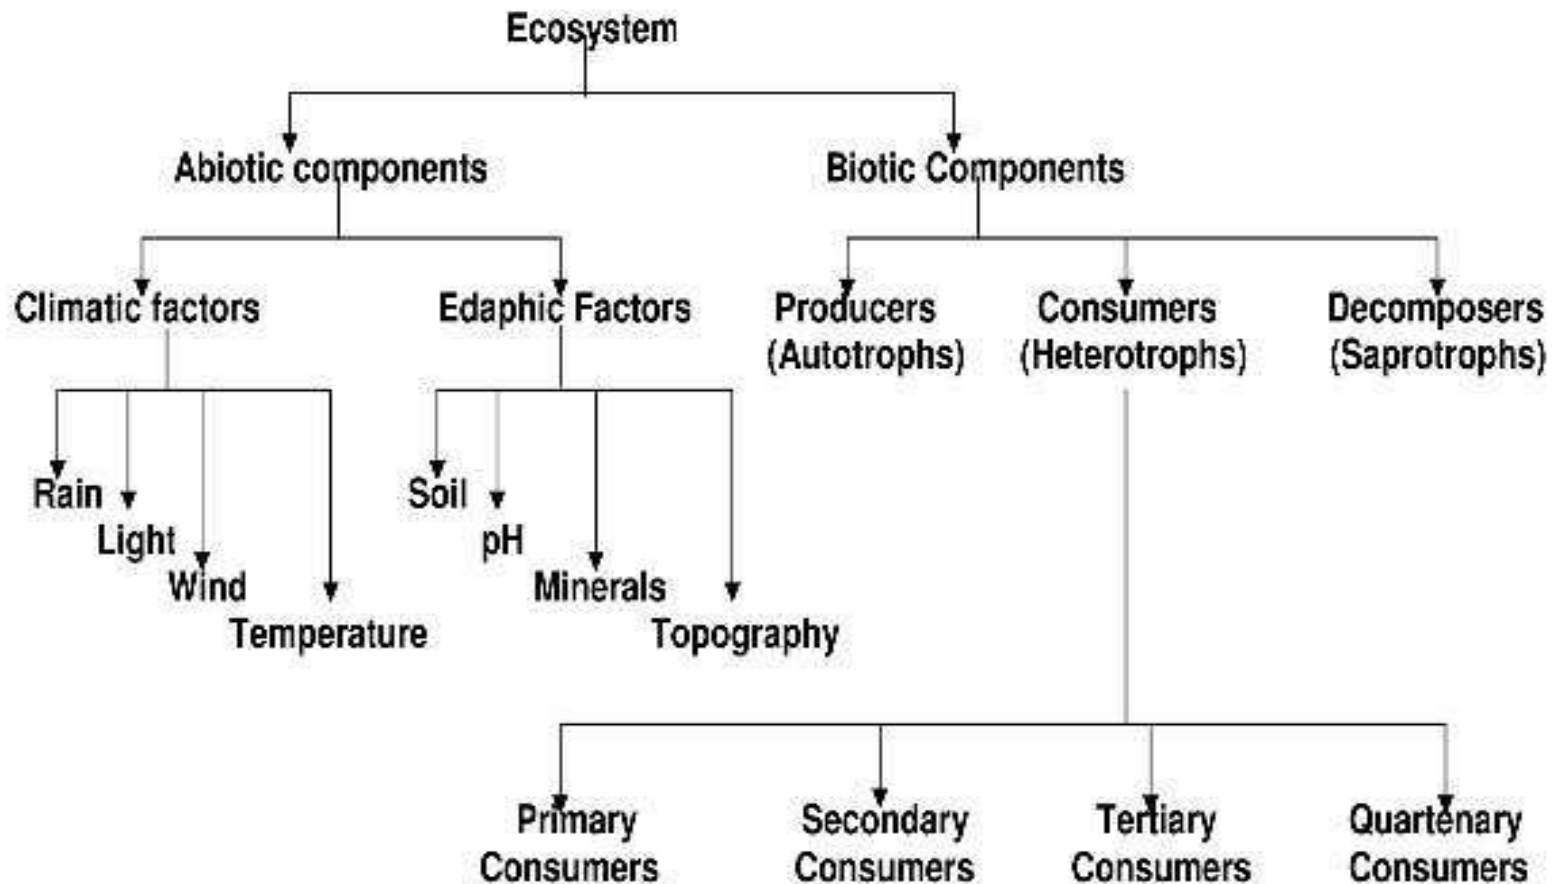 Ecosystem
Abiotic components
Biotic Components
Climatic factors
Edaphic Factors
Producers
(Autotrophs)
Consumers
(Heterotrophs)
Decomposers
(Saprotrophs)
Rain
Light
Wind
Temperature
Soil
pH
Minerals
Topography
Primary
Consumers
Secondary
Consumers
Tertiary
Consumers
Quartenary
Consumers